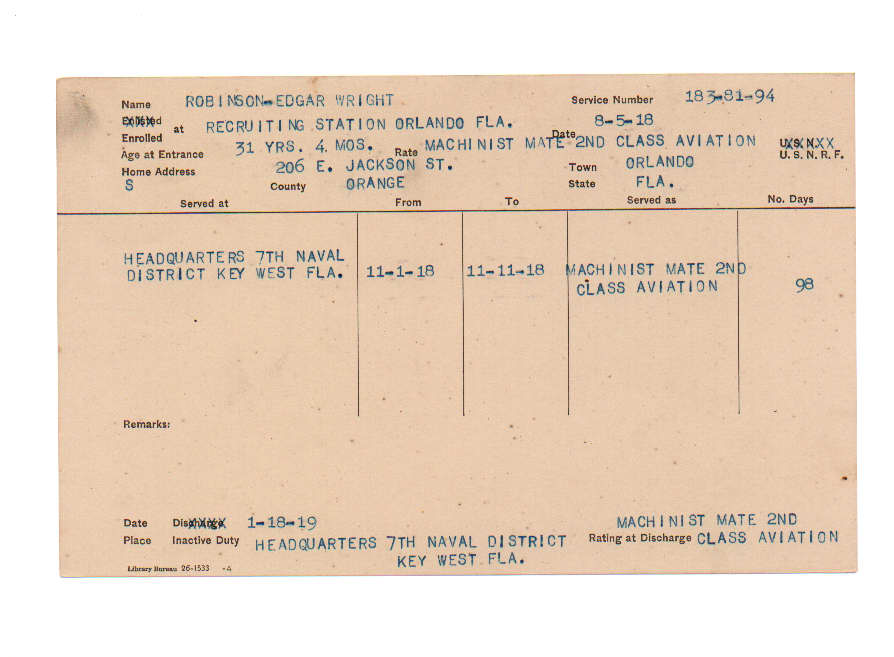 Name ROBINSON-EDGAR WRIGHT Service Number 183-81-94
Enlisted
Enrolled at RECRUITING STATION ORLANDO FLA. Date 8-5-18
Age at Entrance 31 YRS. 4 MOS. Rate MACHINIST MATE 2ND CLASS AVIATION U.S.N.XX
U. S. N. R. F.
Home Address 206 E. JACKSON ST. Town ORLANDO
S County ORANGE State FLA.
Served at From To Served as No. Days
HEADQUARTERS 7TH NAVAL
DISTRICT KEY WEST FLA. 11-1-18 11-11-18 MACHINIST MATE 2ND
CLASS AVIATION 98
Remarks:
Date Discharge 1-18-19 MACHINIST MATE 2ND
Place Inactive Duty HEADQUARTERS 7TH NAVAL DISTRICT Rating at Discharge CLASS AVIATION
KEY WEST FLA.
Library Bureau 26-1533 -A